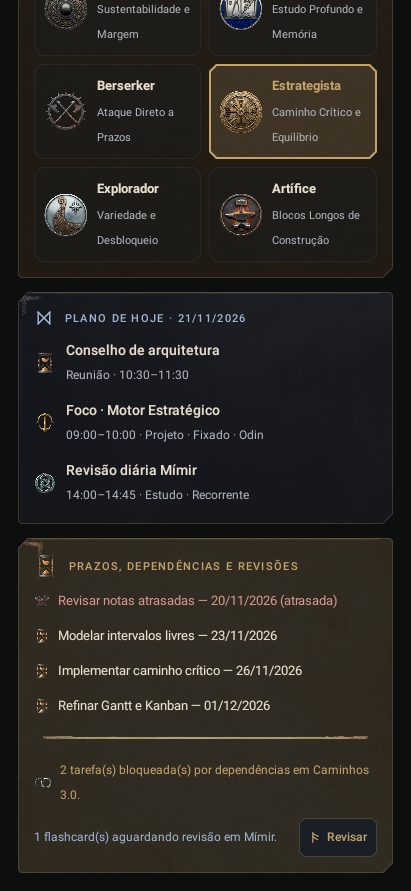 Sustentabilidade e
Margem
Estudo Profundo e
Memória
Berserker
Ataque Direto a
Prazos
Estrategista
Caminho Crítico e
Equilíbrio
Explorador
Variedade e
Desbloqueio
Artífice
Blocos Longos de
Construção
PLANO DE HOJE · 21/11/2026
Conselho de arquitetura
Reunião · 10:30–11:30
Foco · Motor Estratégico
09:00–10:00 · Projeto · Fixado · Odin
Revisão diária Mímir
14:00–14:45 · Estudo · Recorrente
PRAZOS, DEPENDÊNCIAS E REVISÕES
Revisar notas atrasadas — 20/11/2026 (atrasada)
Modelar intervalos livres — 23/11/2026
Implementar caminho crítico — 26/11/2026
Refinar Gantt e Kanban — 01/12/2026
2 tarefa(s) bloqueada(s) por dependências em Caminhos
3.0.
1 flashcard(s) aguardando revisão em Mímir.
Revisar